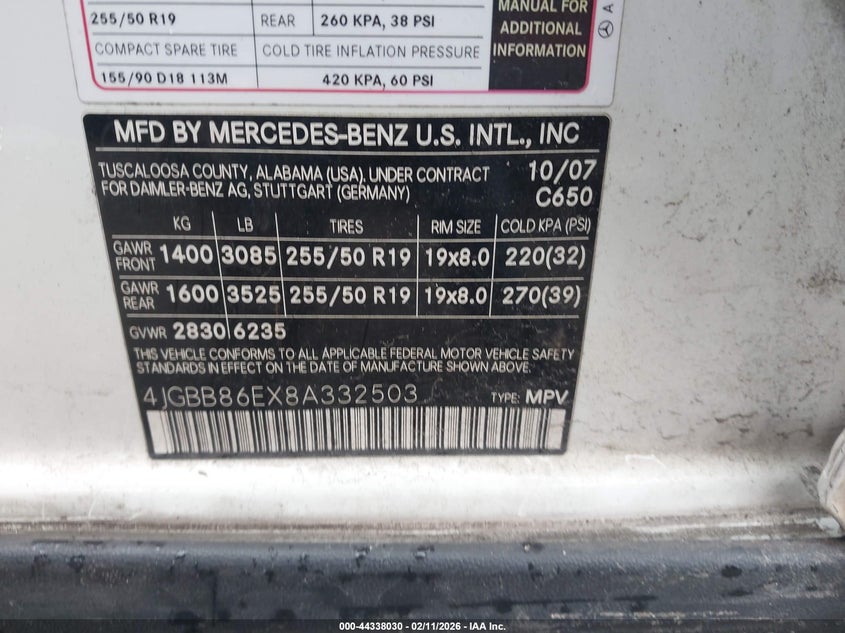 MANUAL FOR
255/50 R19 REAR 260 KPA, 38 PSI ADDITIONAL
COMPACT SPARE TIRE COLD TIRE INFLATION PRESSURE INFORMATION
155/90 D18 113M 420 KPA, 60 PSI
A
MFD BY MERCEDES-BENZ U.S. INTL., INC
TUSCALOOSA COUNTY, ALABAMA (USA), UNDER CONTRACT 10/07
FOR DAIMLER-BENZ AG, STUTTGART (GERMANY) C650
KG LB TIRES RIM SIZE COLD KPA (PSI)
GAWR FRONT 1400 3085 255/50 R19 19x8.0 220(32)
GAWR REAR 1600 3525 255/50 R19 19x8.0 270(39)
GVWR 2830 6235
THIS VEHICLE CONFORMS TO ALL APPLICABLE FEDERAL MOTOR VEHICLE SAFETY
STANDARDS IN EFFECT ON THE DATE OF MANUFACTURE SHOWN ABOVE.
4JGBB86EX8A332503 TYPE: MPV
000-44338030 - 02/11/2026 - IAA Inc.